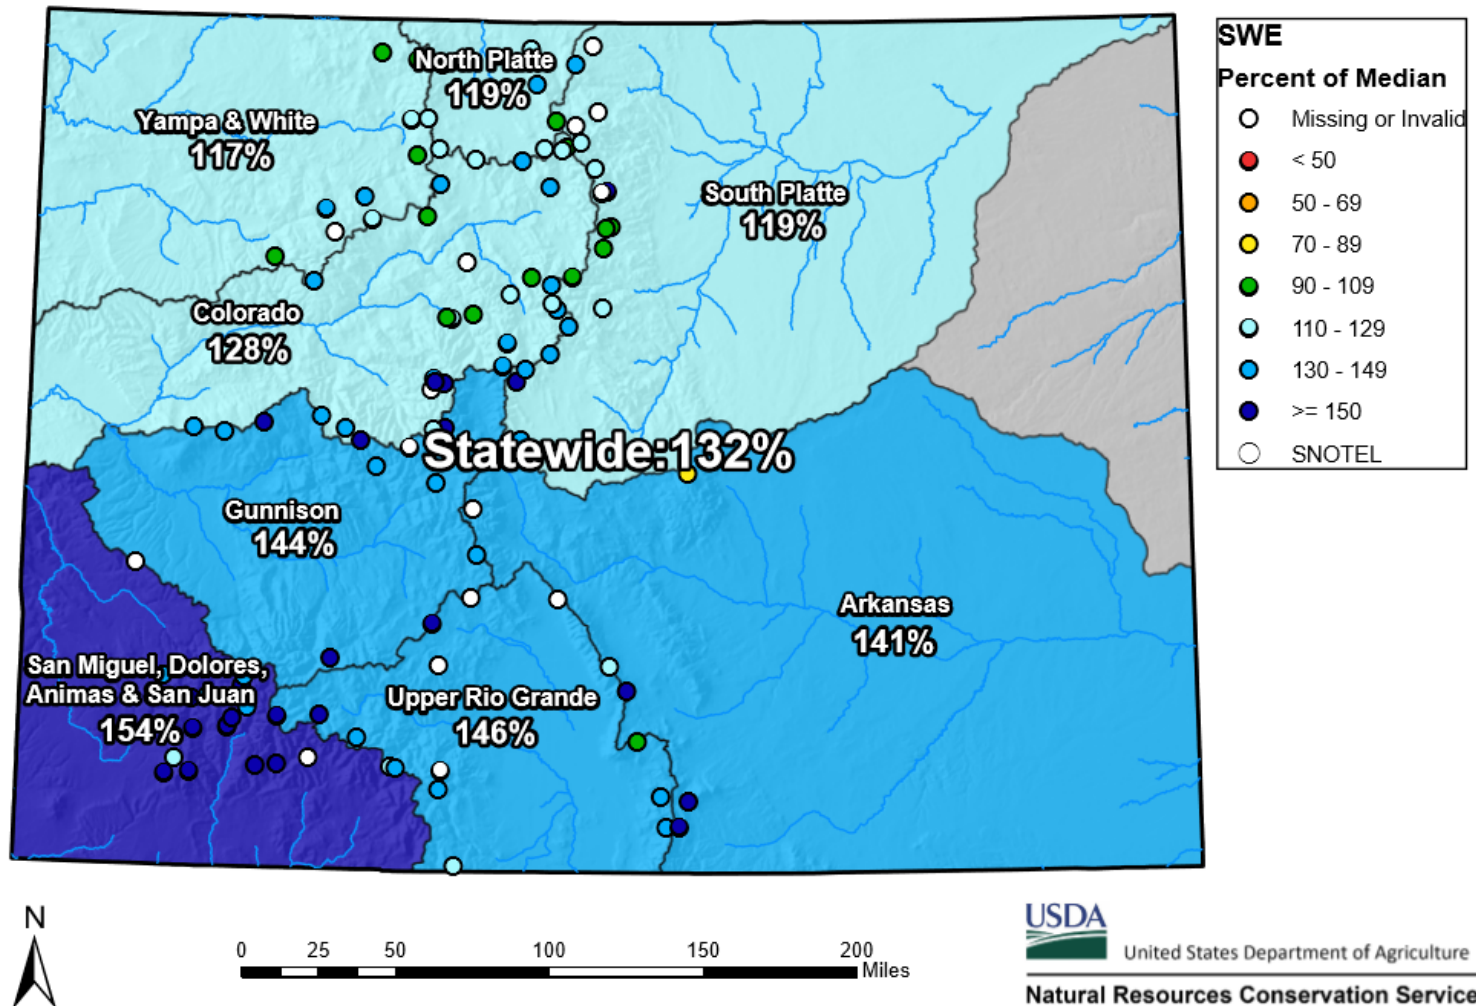 North Platte
119%
Yampa & White
117%
South Platte
119%
Colorado
128%
Statewide:132%
Gunnison
144%
Arkansas
141%
San Miguel, Dolores,
Animas & San Juan
154%
Upper Rio Grande
146%
SWE
Percent of Median
Missing or Invalid
< 50
50 - 69
70 - 89
90 - 109
110 - 129
130 - 149
>= 150
SNOTEL
N
0 25 50 100 150 200
Miles
USDA
United States Department of Agriculture
Natural Resources Conservation Service